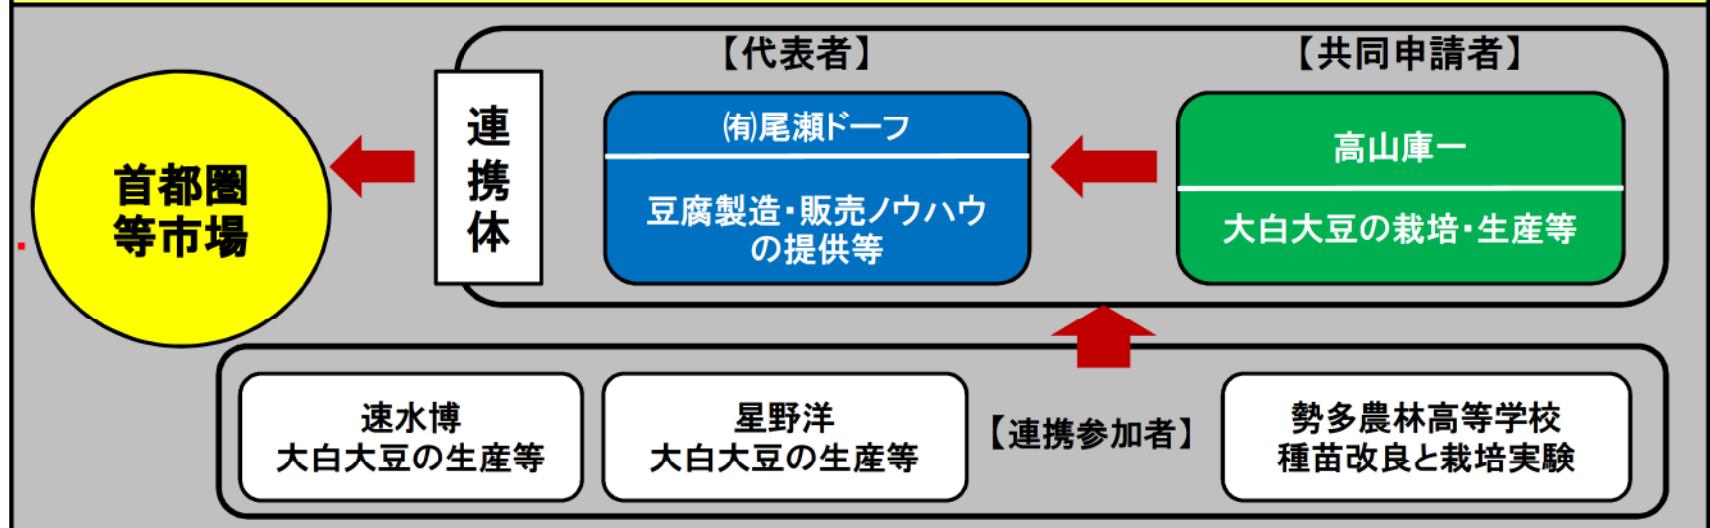 【代表者】
【共同申請者】
連携体
㈲尾瀬ドーフ
高山庫一
首都圏
等市場
豆腐製造・販売ノウハウ
の提供等
大白大豆の栽培・生産等
速水博
大白大豆の生産等
星野洋
大白大豆の生産等
【連携参加者】
勢多農林高等学校
種苗改良と栽培実験